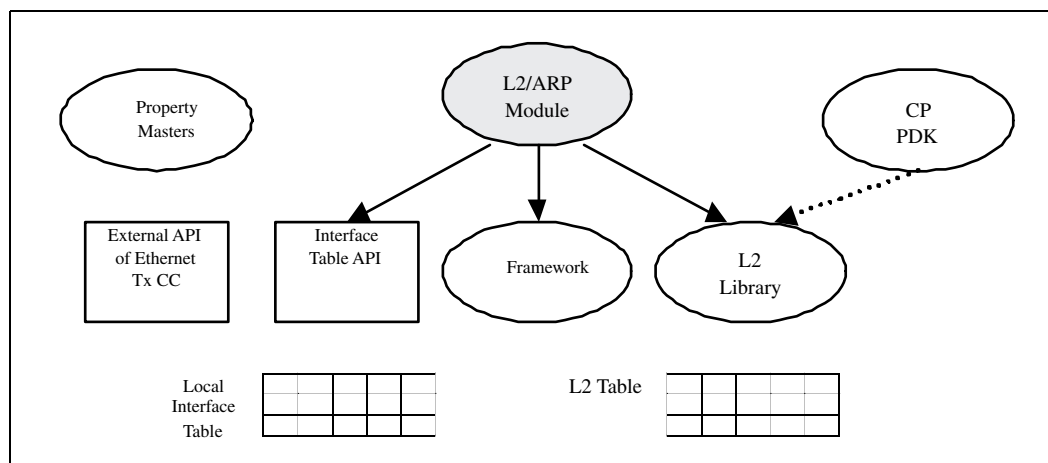 Property
Masters
L2/ARP
Module
CP
PDK
External API
of Ethernet
Tx CC
Interface
Table API
Framework
L2
Library
Local
Interface
Table
L2 Table